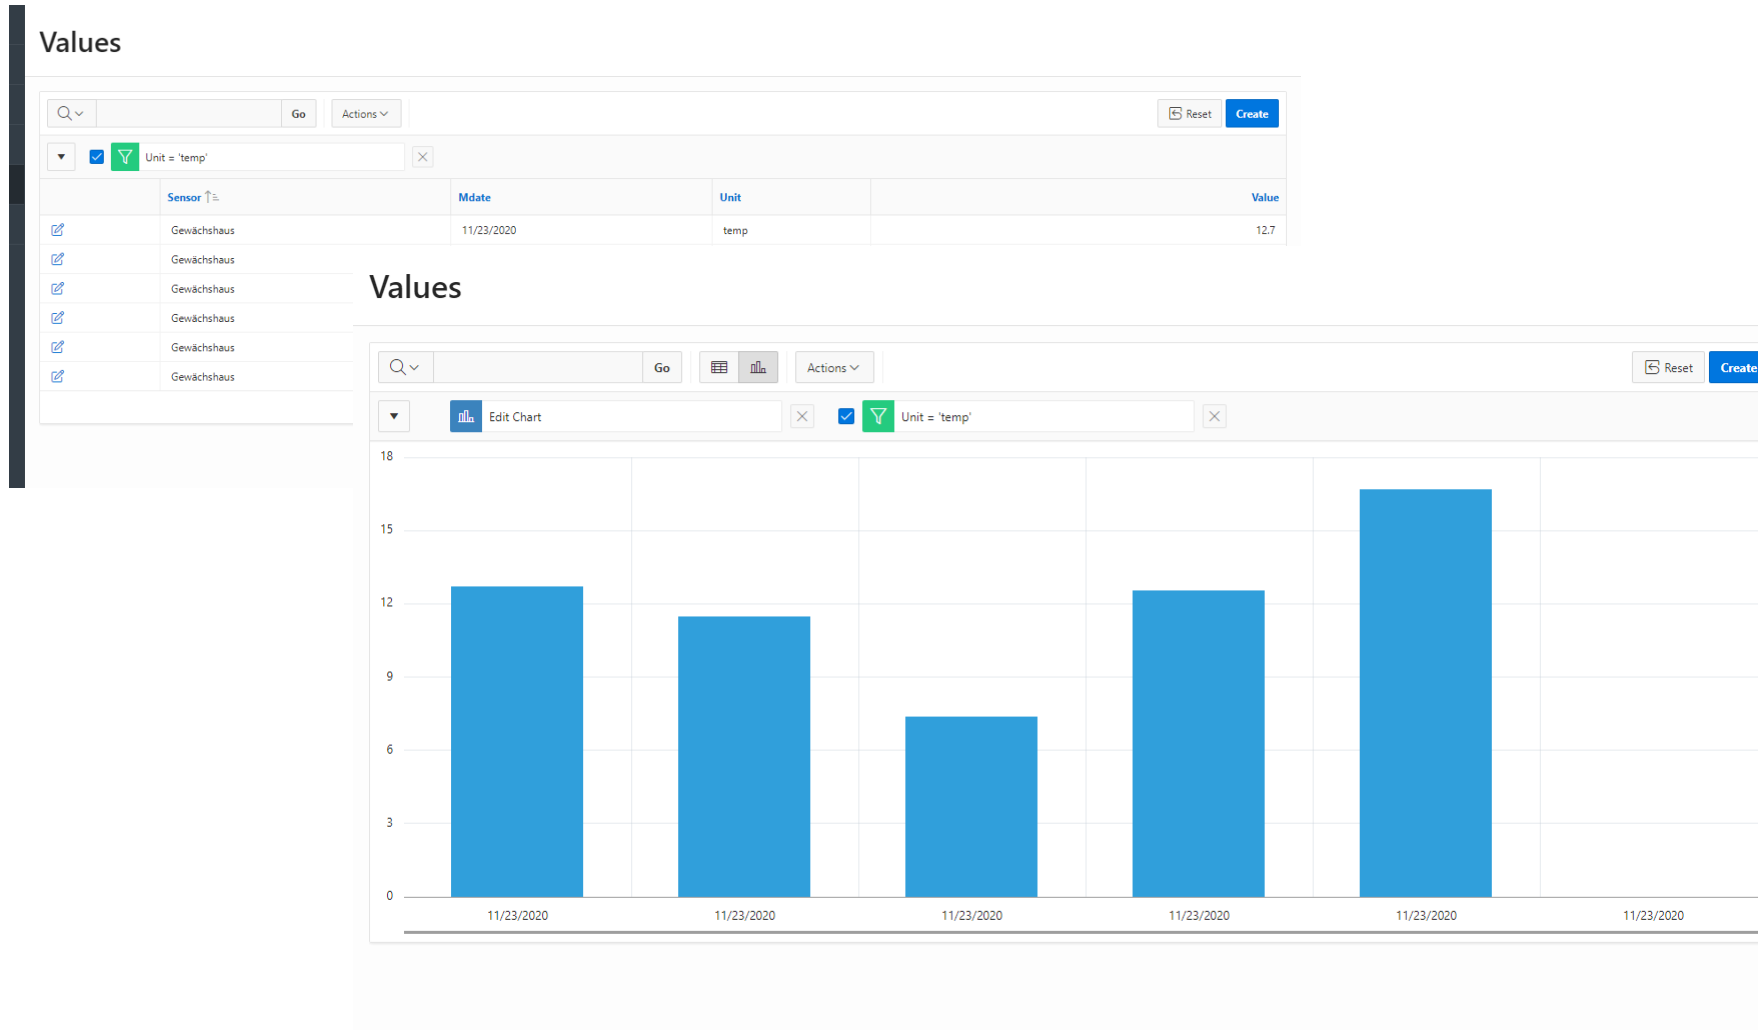 Values
Go Actions Reset Create
Unit = 'temp'
Sensor Mdate Unit Value
Gewächshaus 11/23/2020 temp 12.7
Gewächshaus
Gewächshaus
Gewächshaus
Gewächshaus
Gewächshaus
Values
Go Actions Reset Create
Edit Chart Unit = 'temp'
18
15
12
9
6
3
0
11/23/2020 11/23/2020 11/23/2020 11/23/2020 11/23/2020 11/23/2020